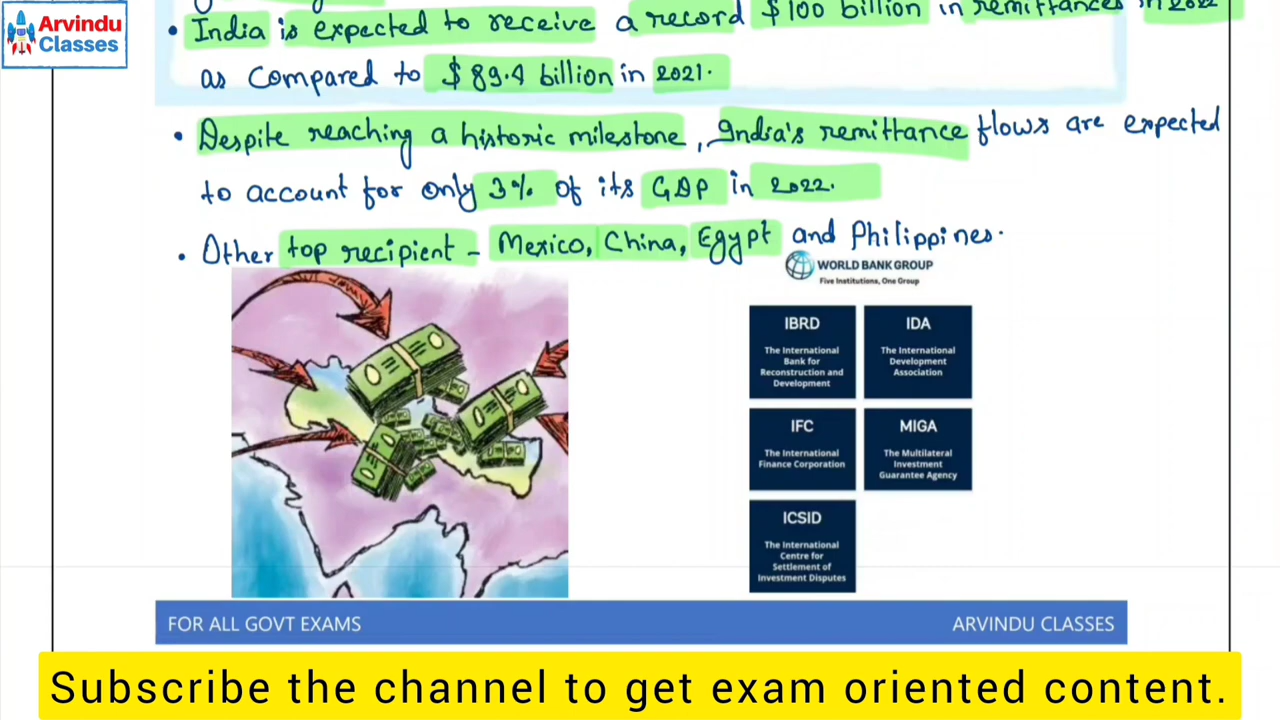 Arvindu
Classes
India is expected to receive a record $100 billion in remittances in 2022
as compared to $89.4 billion in 2021.
• Despite reaching a historic milestone, India's remittance flows are expected
to account for only 3% of its GDP in 2022.
• Other top recipient - Mexico, China, Egypt and Philippines.
WORLD BANK GROUP
Five Institutions, One Group
IBRD
The International
Bank for
Reconstruction and
Development
IDA
The International
Development
Association
IFC
The International
Finance Corporation
MIGA
The Multilateral
Investment
Guarantee Agency
ICSID
The International
Centre for
Settlement of
Investment Disputes
FOR ALL GOVT EXAMS
ARVINDU CLASSES
Subscribe the channel to get exam oriented content.